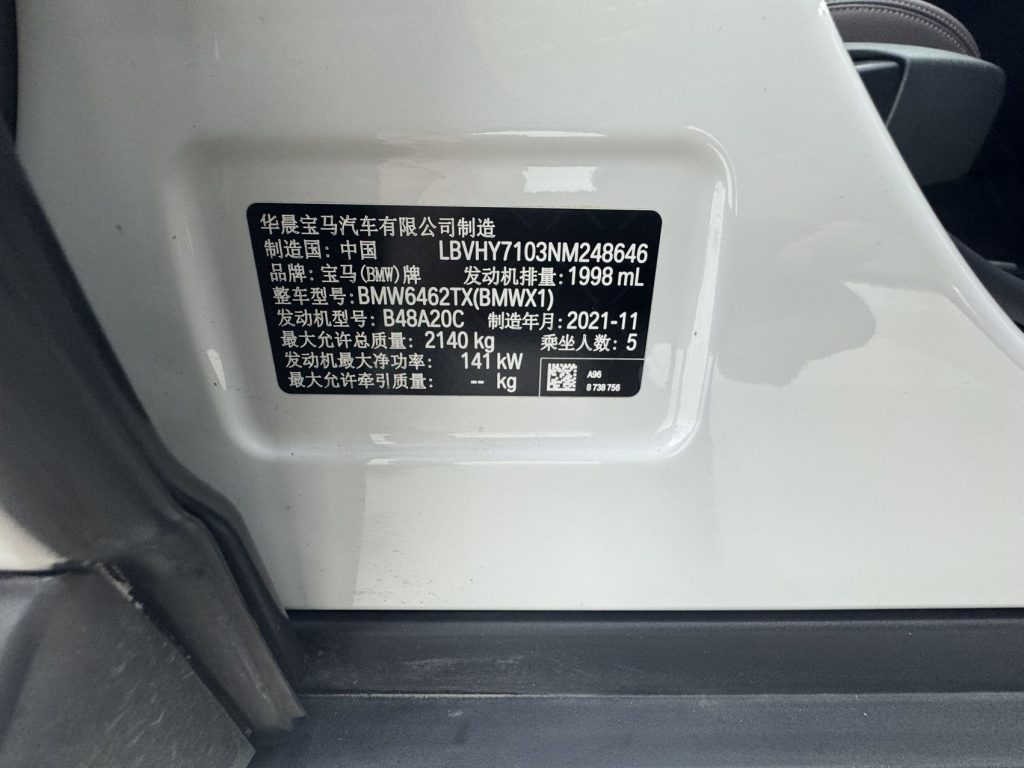 华晨宝马汽车有限公司制造
制造国：中国 LBVHY7103NM248646
品牌：宝马(BMW)牌 发动机排量：1998 mL
整车型号：BMW6462TX(BMWX1)
发动机型号：B48A20C 制造年月：2021-11
最大允许总质量：2140 kg 乘坐人数：5
发动机最大净功率：141 kW
最大允许牵引质量：-- kg
A96
8 738 756